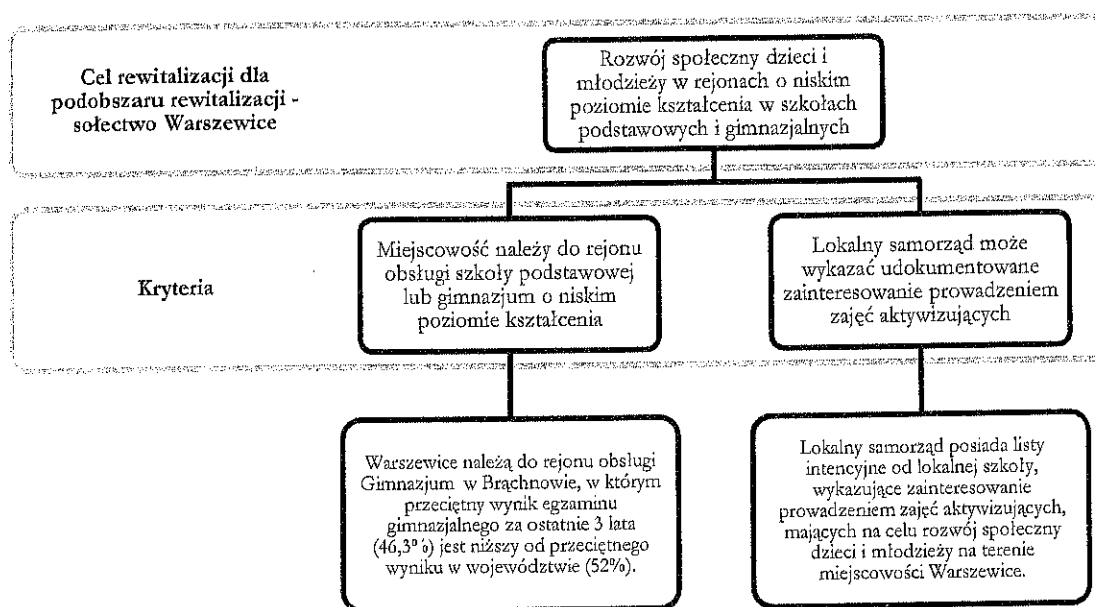 Cel rewitalizacji dla
podobszaru rewitalizacji -
sołectwo Warszewice
Rozwój społeczny dzieci i
młodzieży w rejonach o niskim
poziomie kształcenia w szkołach
podstawowych i gimnazjalnych
Kryteria
Miejscowość należy do rejonu
obsługi szkoły podstawowej
lub gimnazjum o niskim
poziomie kształcenia
Lokalny samorząd może
wykazać udokumentowane
zainteresowanie prowadzeniem
zajęć aktywizujących
Warszewice należą do rejonu obsługi
Gimnazjum w Brąchnowie, w którym
przeciętny wynik egzaminu
gimnazjalnego za ostatnie 3 lata
(46,3%) jest niższy od przeciętnego
wyniku w województwie (52%).
Lokalny samorząd posiada listy
intencyjne od lokalnej szkoły,
wykazujące zainteresowanie
prowadzeniem zajęć aktywizujących,
mających na celu rozwój społeczny
dzieci i młodzieży na terenie
miejscowości Warszewice.